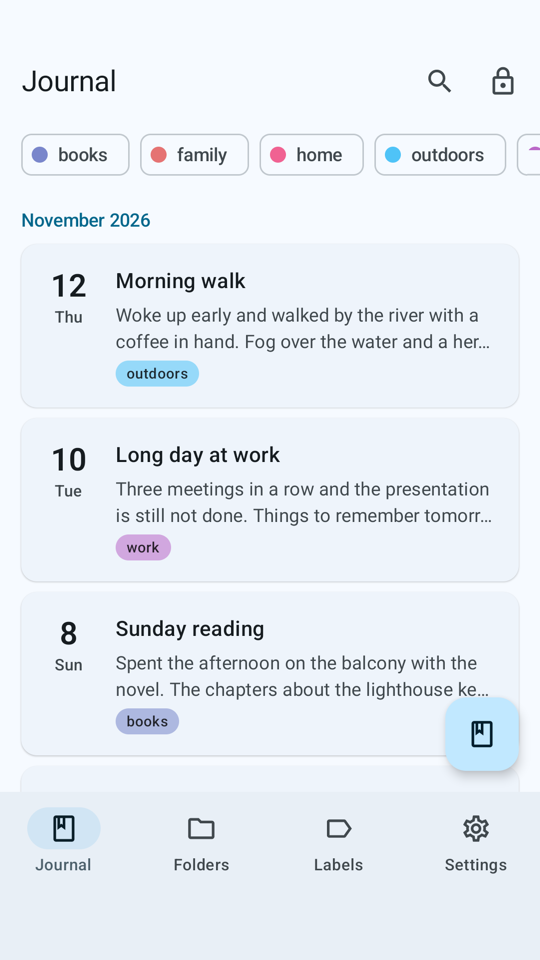 Journal
books
family
home
outdoors
November 2026
12
Thu
Morning walk
Woke up early and walked by the river with a
coffee in hand. Fog over the water and a her…
outdoors
10
Tue
Long day at work
Three meetings in a row and the presentation
is still not done. Things to remember tomorr…
work
8
Sun
Sunday reading
Spent the afternoon on the balcony with the
novel. The chapters about the lighthouse ke…
books
Journal
Folders
Labels
Settings